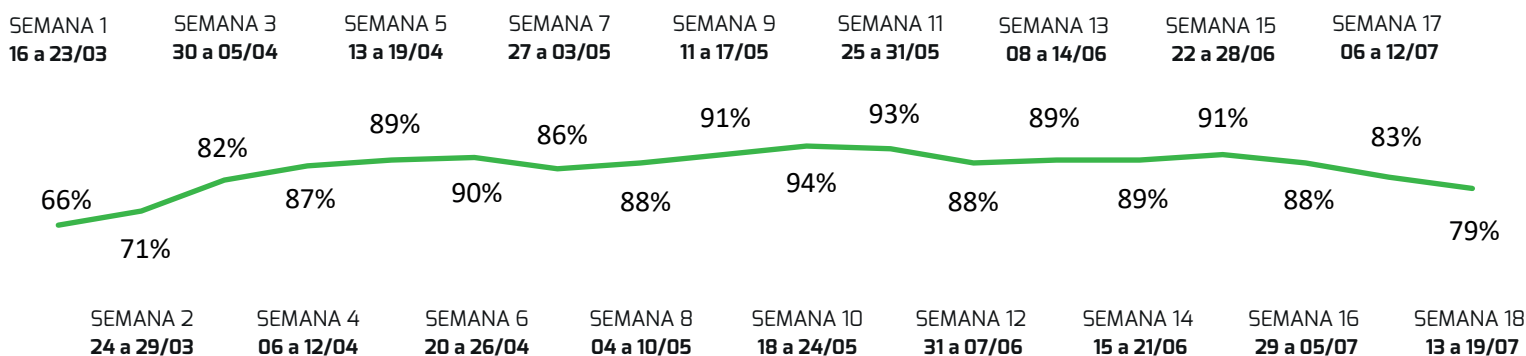 SEMANA 1 SEMANA 3 SEMANA 5 SEMANA 7 SEMANA 9 SEMANA 11 SEMANA 13 SEMANA 15 SEMANA 17
16 a 23/03 30 a 05/04 13 a 19/04 27 a 03/05 11 a 17/05 25 a 31/05 08 a 14/06 22 a 28/06 06 a 12/07
66% 82% 89% 86% 91% 93% 89% 91% 83%
71% 87% 90% 88% 94% 88% 89% 88% 79%
SEMANA 2 SEMANA 4 SEMANA 6 SEMANA 8 SEMANA 10 SEMANA 12 SEMANA 14 SEMANA 16 SEMANA 18
24 a 29/03 06 a 12/04 20 a 26/04 04 a 10/05 18 a 24/05 31 a 07/06 15 a 21/06 29 a 05/07 13 a 19/07